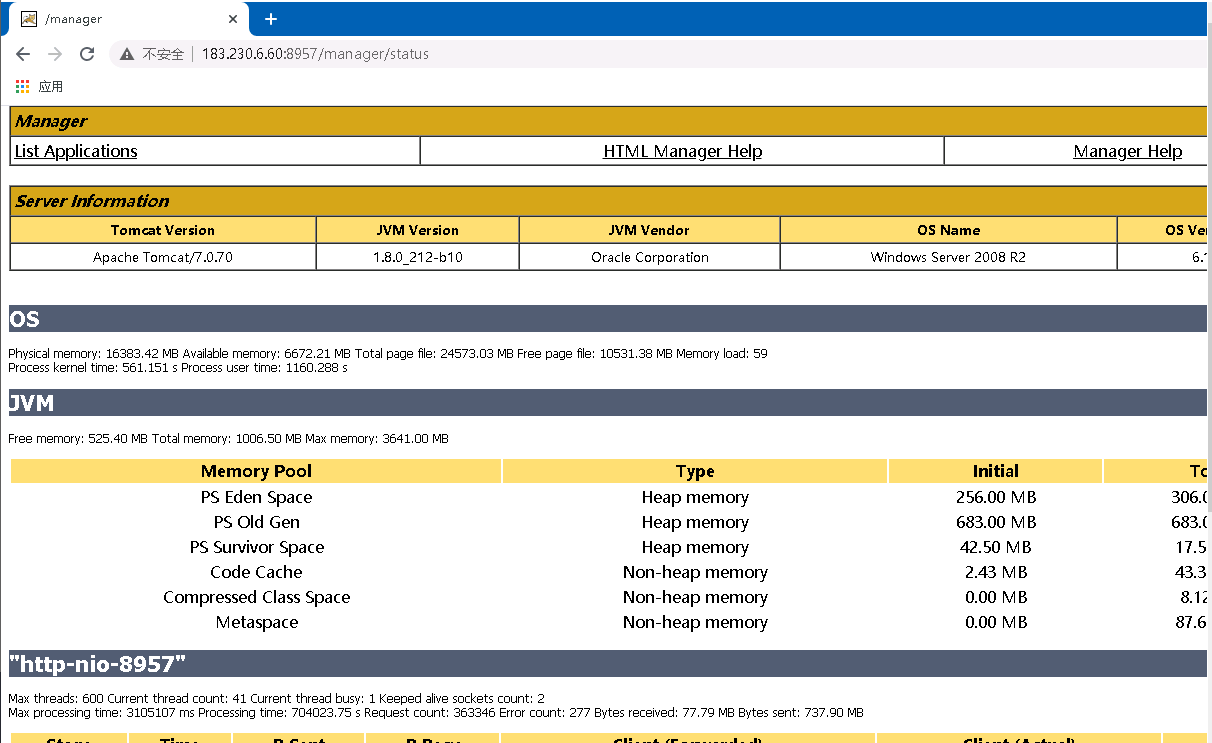 /manager
不安全 183.230.6.60:8957/manager/status
应用
Manager
List Applications HTML Manager Help Manager Help
Server Information
Tomcat Version JVM Version JVM Vendor OS Name OS Ve
Apache Tomcat/7.0.70 1.8.0_212-b10 Oracle Corporation Windows Server 2008 R2 6.
OS
Physical memory: 16383.42 MB Available memory: 6672.21 MB Total page file: 24573.03 MB Free page file: 10531.38 MB Memory load: 59
Process kernel time: 561.151 s Process user time: 1160.288 s
JVM
Free memory: 525.40 MB Total memory: 1006.50 MB Max memory: 3641.00 MB
Memory Pool Type Initial To
PS Eden Space Heap memory 256.00 MB 306.0
PS Old Gen Heap memory 683.00 MB 683.0
PS Survivor Space Heap memory 42.50 MB 17.5
Code Cache Non-heap memory 2.43 MB 43.3
Compressed Class Space Non-heap memory 0.00 MB 8.12
Metaspace Non-heap memory 0.00 MB 87.6
"http-nio-8957"
Max threads: 600 Current thread count: 41 Current thread busy: 1 Keeped alive sockets count: 2
Max processing time: 3105107 ms Processing time: 704023.75 s Request count: 363346 Error count: 277 Bytes received: 77.79 MB Bytes sent: 737.90 MB
Stage Time B Sent B Recv Client (Forwarded) Client (Actual)